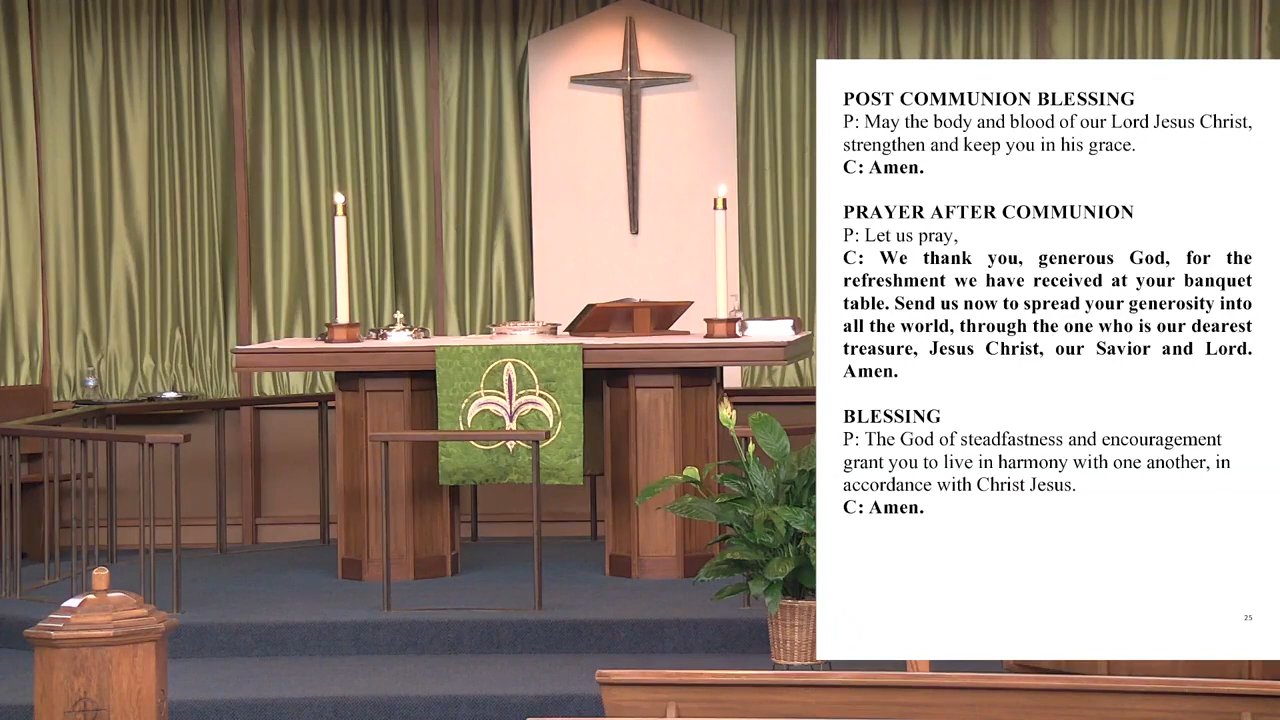 POST COMMUNION BLESSING
P: May the body and blood of our Lord Jesus Christ,
strengthen and keep you in his grace.
C: Amen.
PRAYER AFTER COMMUNION
P: Let us pray,
C: We thank you, generous God, for the
refreshment we have received at your banquet
table. Send us now to spread your generosity into
all the world, through the one who is our dearest
treasure, Jesus Christ, our Savior and Lord.
Amen.
BLESSING
P: The God of steadfastness and encouragement
grant you to live in harmony with one another, in
accordance with Christ Jesus.
C: Amen.
25